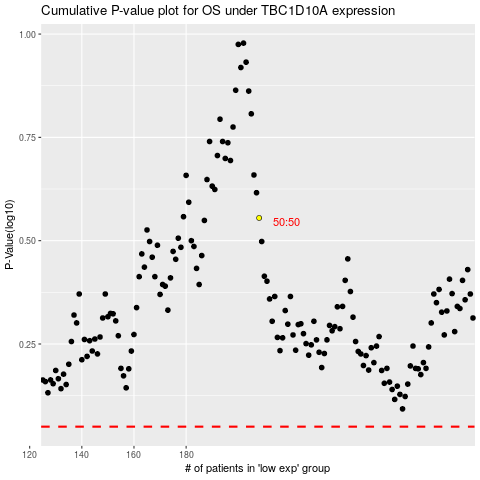 Cumulative P-value plot for OS under TBC1D10A expression
P-Value(log10)
1.00
0.75
0.50
0.25
50:50
120 140 160 180
# of patients in 'low exp' group